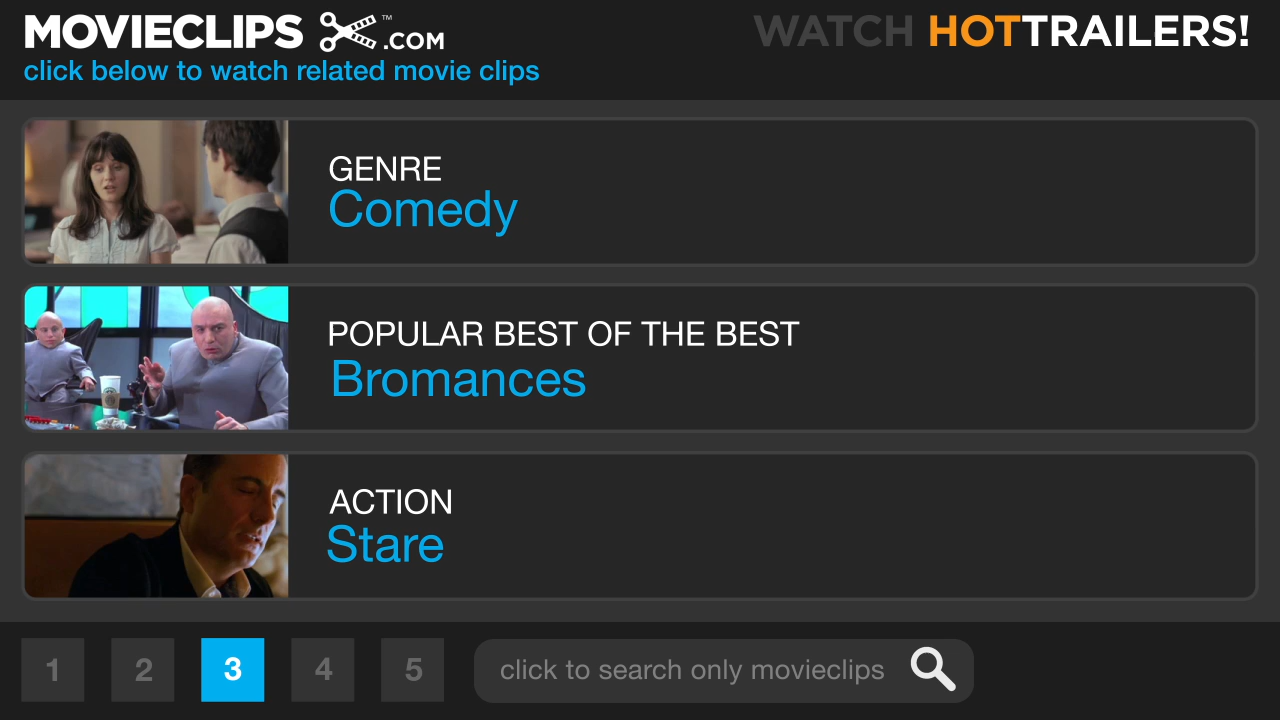 MOVIECLIPS ™.COM
WATCH HOTTRAILERS!
click below to watch related movie clips
GENRE
Comedy
POPULAR BEST OF THE BEST
Bromances
ACTION
Stare
1 2 3 4 5 click to search only movieclips